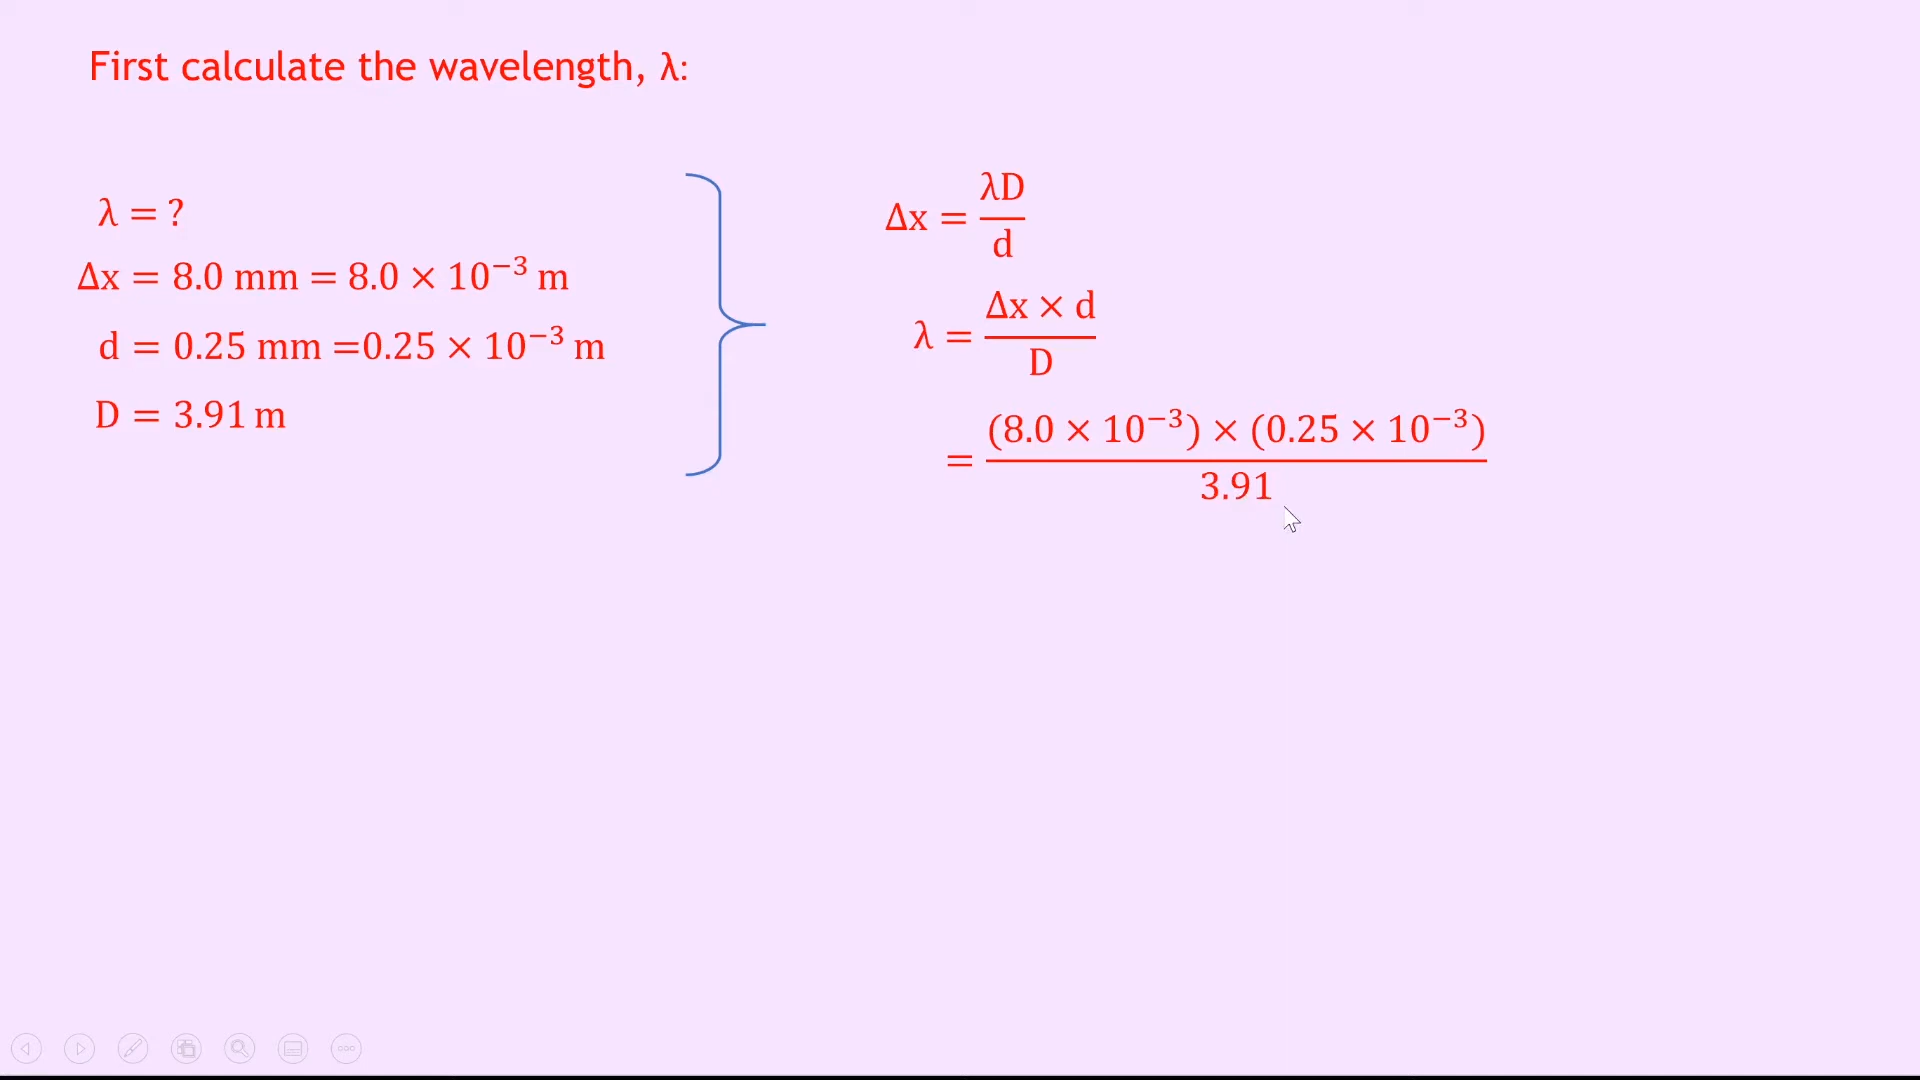 First calculate the wavelength, λ:
λ = ?
Δx = 8.0 mm = 8.0 × 10⁻³ m
d = 0.25 mm =0.25 × 10⁻³ m
D = 3.91 m
Δx = λD/d
λ = Δx × d/D
= (8.0 × 10⁻³) × (0.25 × 10⁻³)/3.91